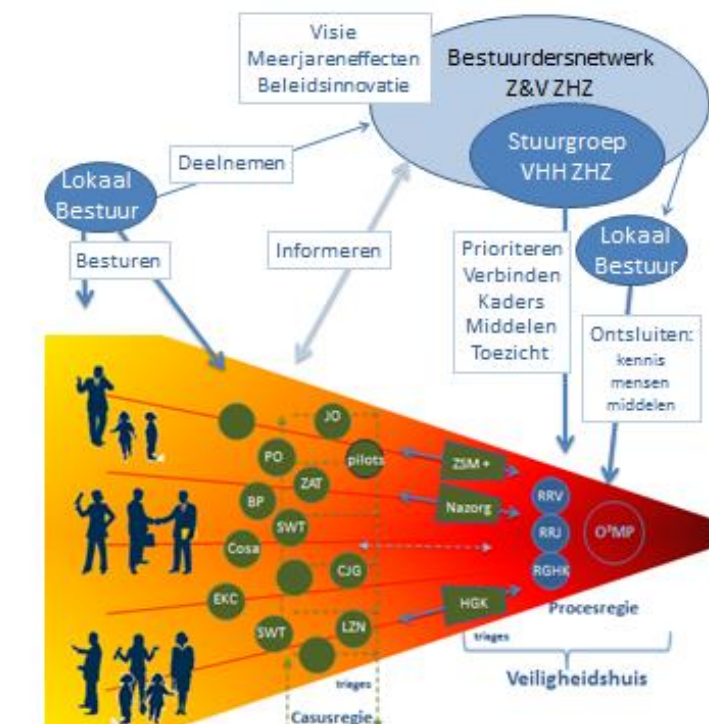 Visie
Meerjareneffecten
Beleidsinnovatie
Bestuurdersnetwerk
Z&V ZHZ
Stuurgroep
VHH ZHZ
Deelnemen
Lokaal
Bestuur
Besturen
Informeren
Prioriteren
Verbinden
Kaders
Middelen
Toezicht
Lokaal
Bestuur
Ontsluiten:
kennis
mensen
middelen
JO
PO
pilots
ZSM +
ZAT
BP
Nazorg
RRV
SWT
Cosa
RRJ
O³MP
CJG
RGHK
EKC
HGK
Procesregie
SWT
LZN
triages
Veiligheidshuis
triages
Casusregie